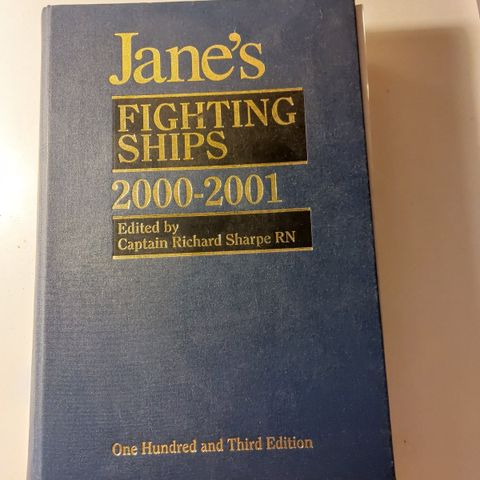 Jane's
FIGHTING
SHIPS
2000-2001
Edited by
Captain Richard Sharpe RN
One Hundred and Third Edition